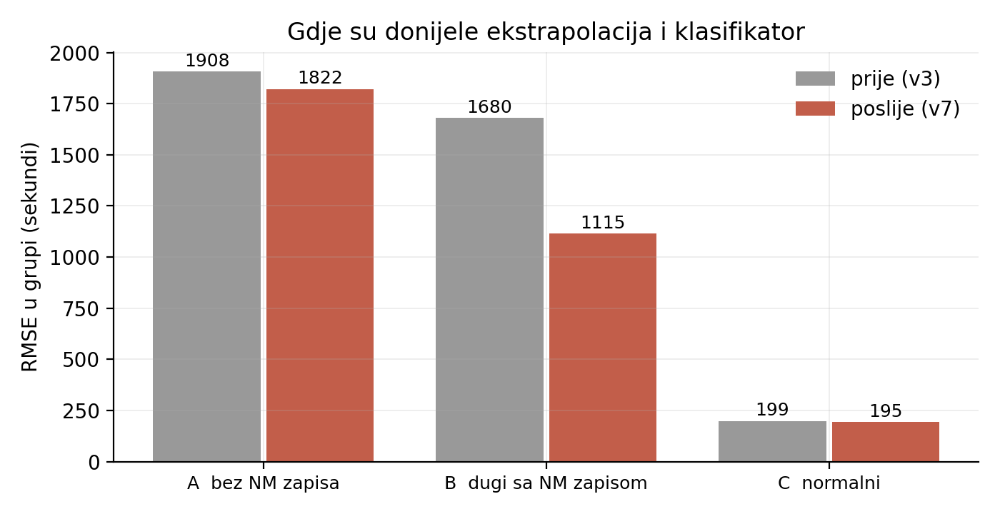 Gdje su donijele ekstrapolacija i klasifikator
RMSE u grupi (sekundi)
2000
1750
1500
1250
1000
750
500
250
0
1908
1822
1680
1115
199
195
prije (v3)
poslije (v7)
A  bez NM zapisa
B  dugi sa NM zapisom
C  normalni